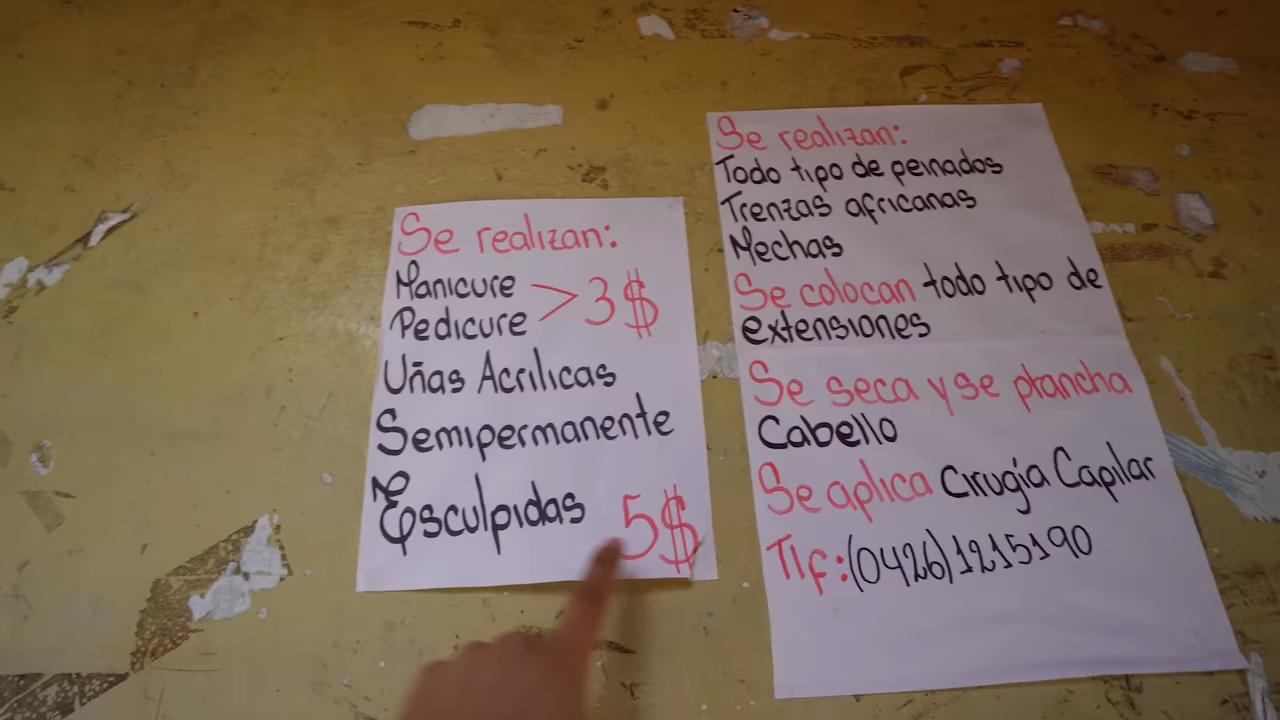 Se realizan:
Manicure
Pedicure > 3$
Uñas Acrílicas
Semipermanente
Esculpidas 5$
Se realizan:
Todo tipo de peinados
Trenzas africanas
Mechas
Se colocan todo tipo de
extensiones
Se seca y se plancha
Cabello
Se aplica Cirugía Capilar
Tlf:(0426)1215190